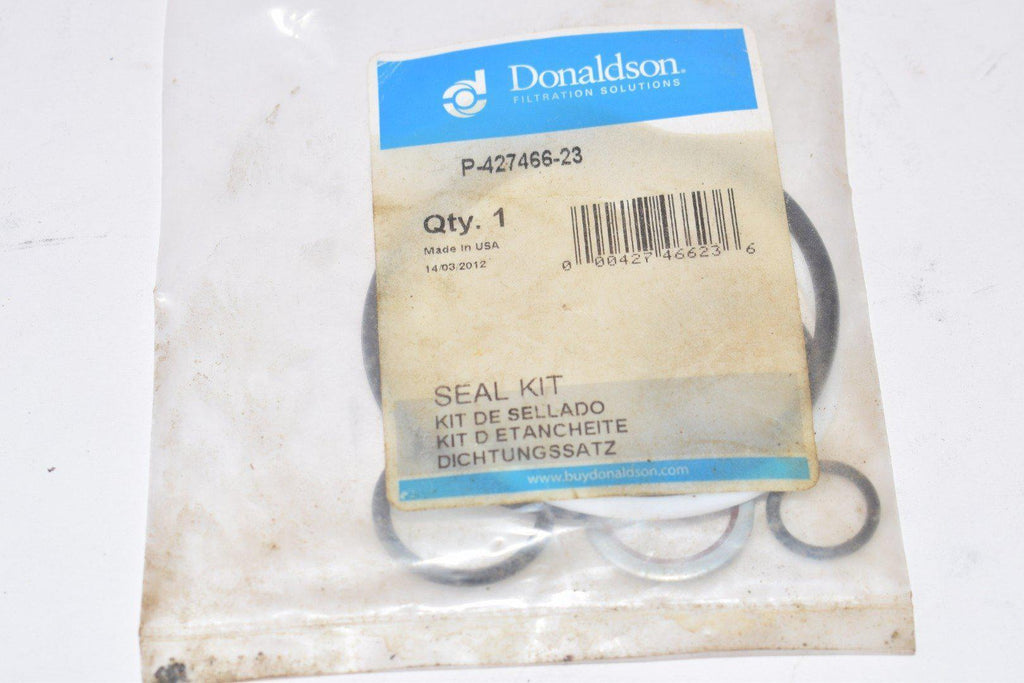 Donaldson®
FILTRATION SOLUTIONS
P-427466-23
Qty. 1
Made in USA
14/03/2012
0 00427 46623 6
SEAL KIT
KIT DE SELLADO
KIT D ETANCHEITE
DICHTUNGSSATZ
www.buydonaldson.com